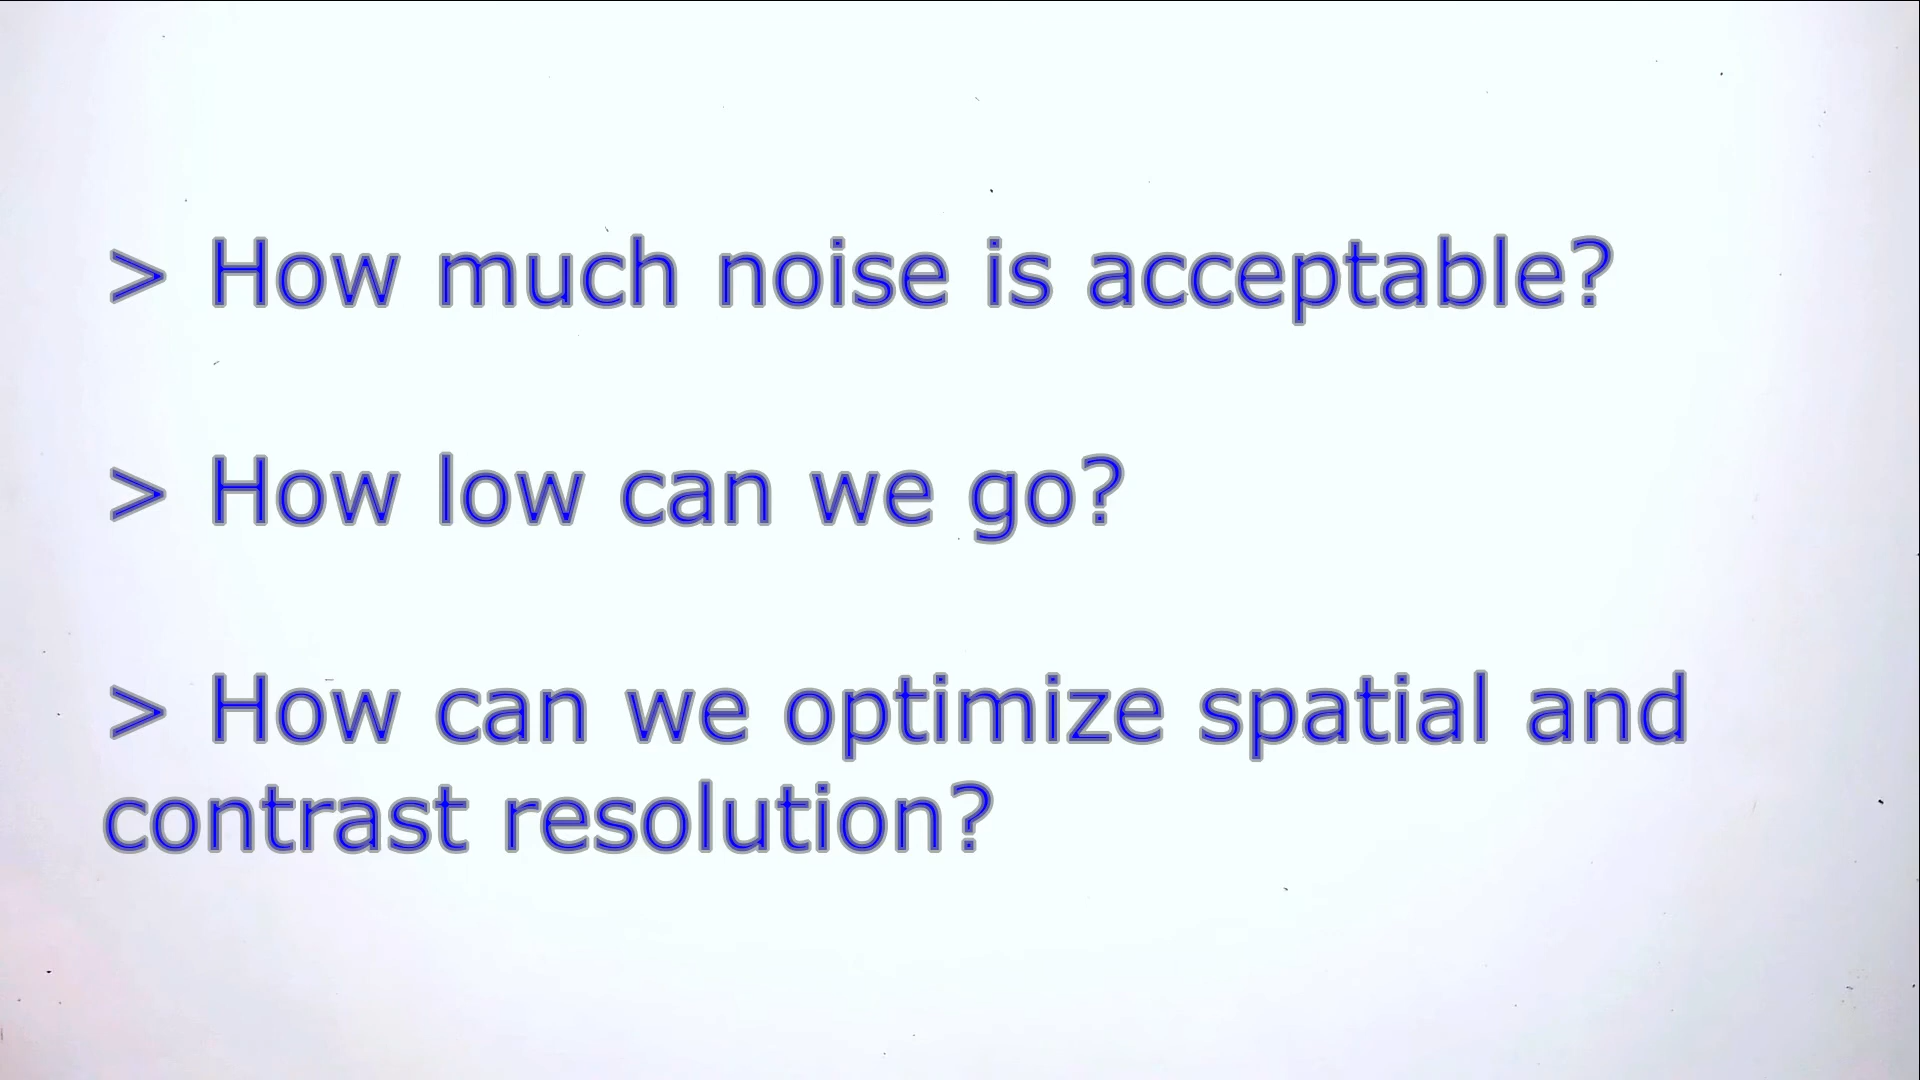 > How much noise is acceptable?
> How low can we go?
> How can we optimize spatial and
contrast resolution?